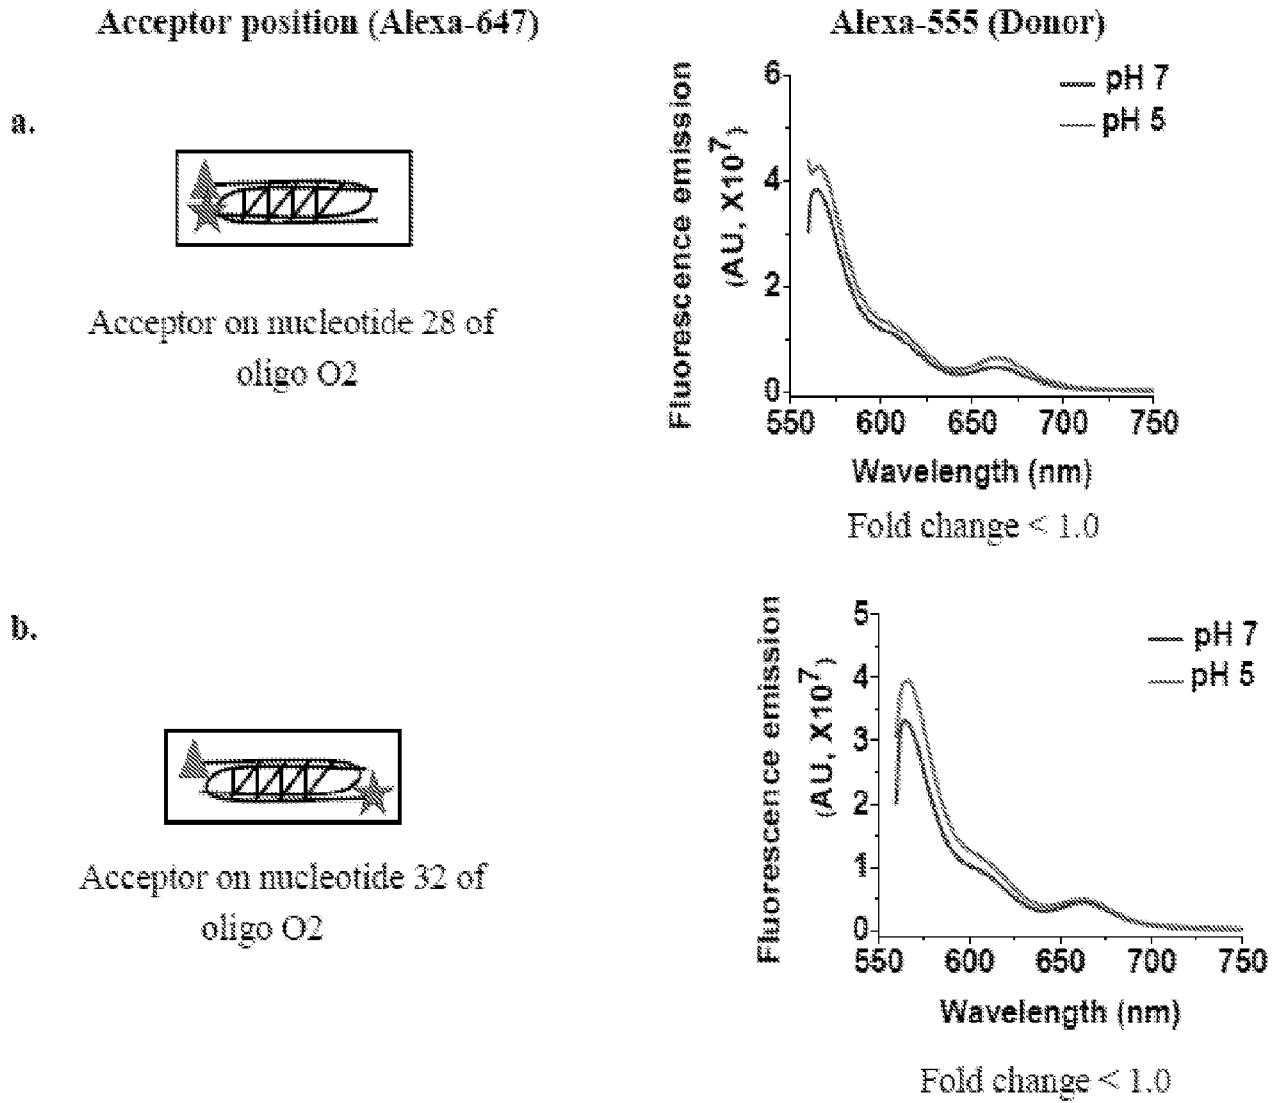 Acceptor position (Alexa-647)
Alexa-555 (Donor)
a.
Acceptor on nucleotide 28 of
oligo O2
Fluorescence emission
(AU, X10⁷)
6
4
2
0
pH 7
pH 5
550 600 650 700 750
Wavelength (nm)
Fold change < 1.0
b.
Acceptor on nucleotide 32 of
oligo O2
Fluorescence emission
(AU, X10⁷)
5
4
3
2
1
0
pH 7
pH 5
550 600 650 700 750
Wavelength (nm)
Fold change < 1.0